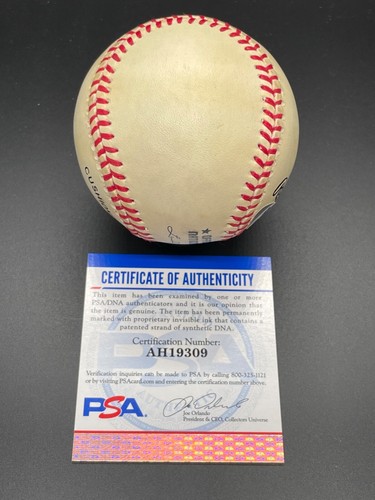 CERTIFICATE OF AUTHENTICITY
This item has been examined by one or more
PSA/DNA authenticators and it is our opinion that
the item is genuine. The item has been permanently
marked with proprietary invisible ink that contains a
patented strand of synthetic DNA.
Certification Number:
AH19309
Verification inquiries can be made to PSA by calling 800-325-1121
or by visiting PSAcard.com and entering the certification number above.
PSA
Joe Orlando
President & CEO, Collectors Universe